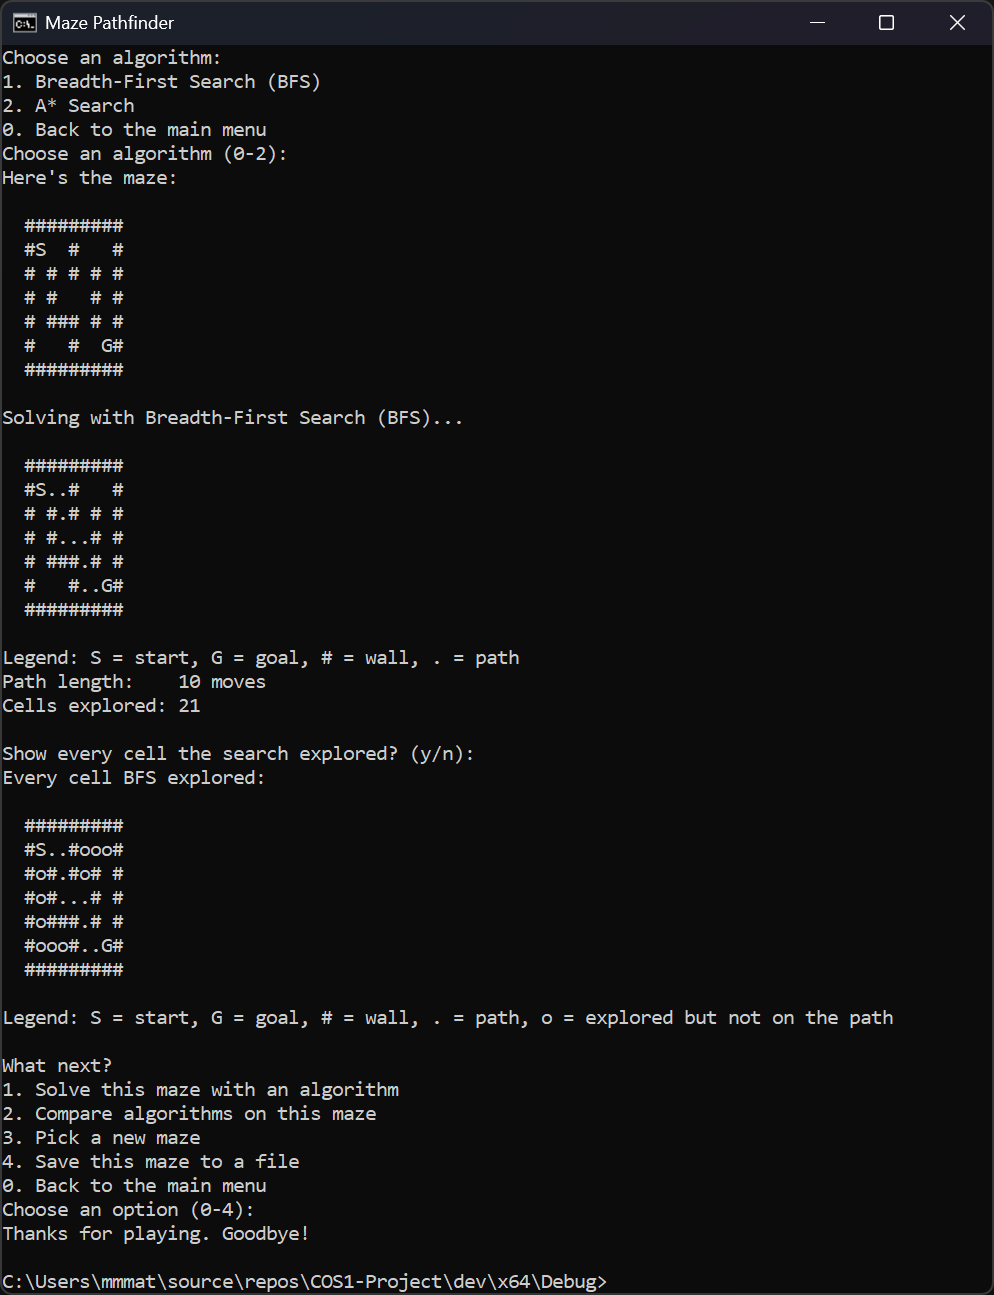 Maze Pathfinder
Choose an algorithm:
1. Breadth-First Search (BFS)
2. A* Search
0. Back to the main menu
Choose an algorithm (0-2):
Here's the maze:

  #########
  #S  #   #
  # # # # #
  # #   # #
  # ### # #
  #   #  G#
  #########

Solving with Breadth-First Search (BFS)...

  #########
  #S..#   #
  # #.# # #
  # #...# #
  # ###.# #
  #   #..G#
  #########

Legend: S = start, G = goal, # = wall, . = path
Path length:    10 moves
Cells explored: 21

Show every cell the search explored? (y/n):
Every cell BFS explored:

  #########
  #S..#ooo#
  #o#.#o# #
  #o#...# #
  #o###.# #
  #ooo#..G#
  #########

Legend: S = start, G = goal, # = wall, . = path, o = explored but not on the path

What next?
1. Solve this maze with an algorithm
2. Compare algorithms on this maze
3. Pick a new maze
4. Save this maze to a file
0. Back to the main menu
Choose an option (0-4):
Thanks for playing. Goodbye!

C:\Users\mmmat\source\repos\COS1-Project\dev\x64\Debug>